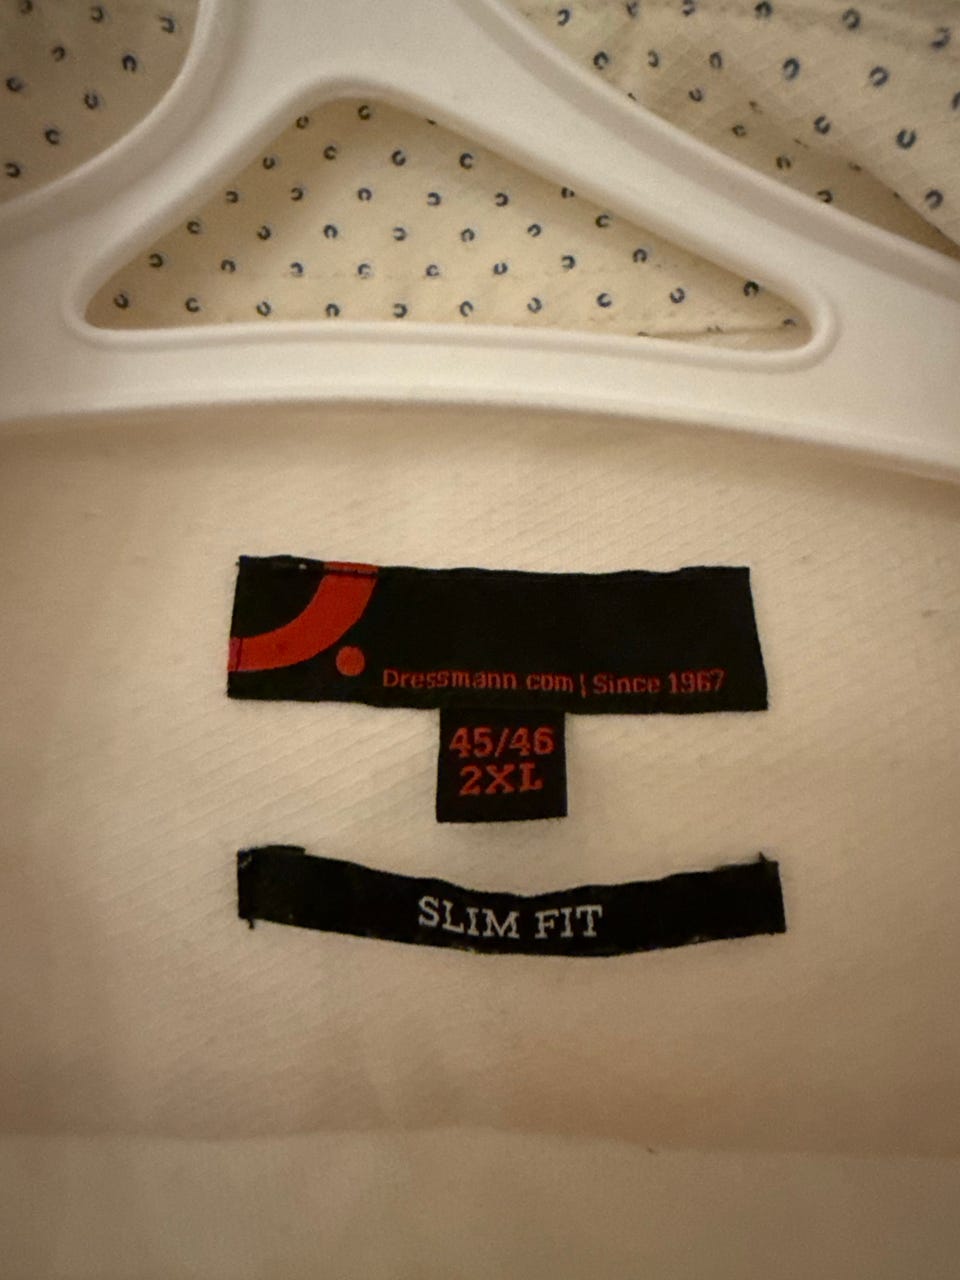 Dressmann.com | Since 1967
45/46
2XL
SLIM FIT